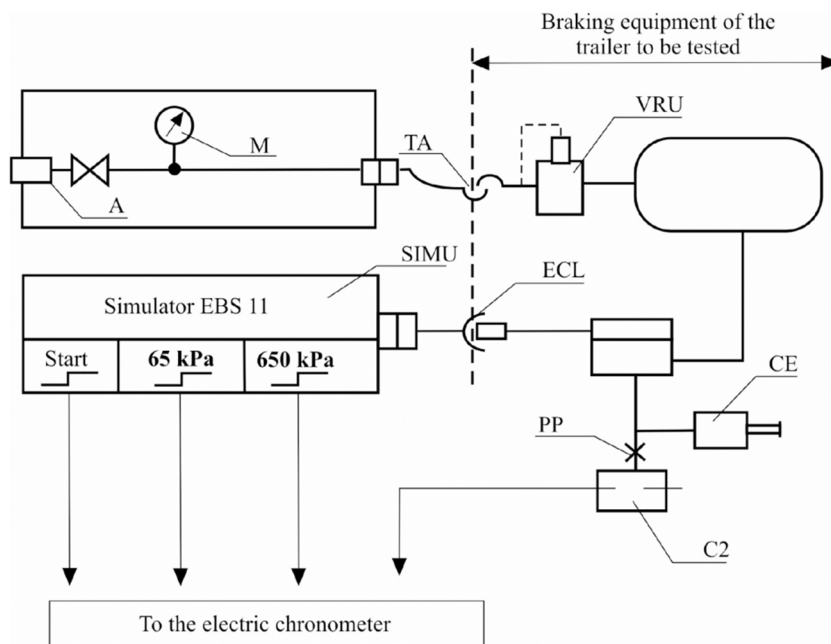 Braking equipment of the
trailer to be tested
VRU
M
TA
A
SIMU
ECL
Simulator EBS 11
Start
65 kPa
650 kPa
CE
PP
C2
To the electric chronometer